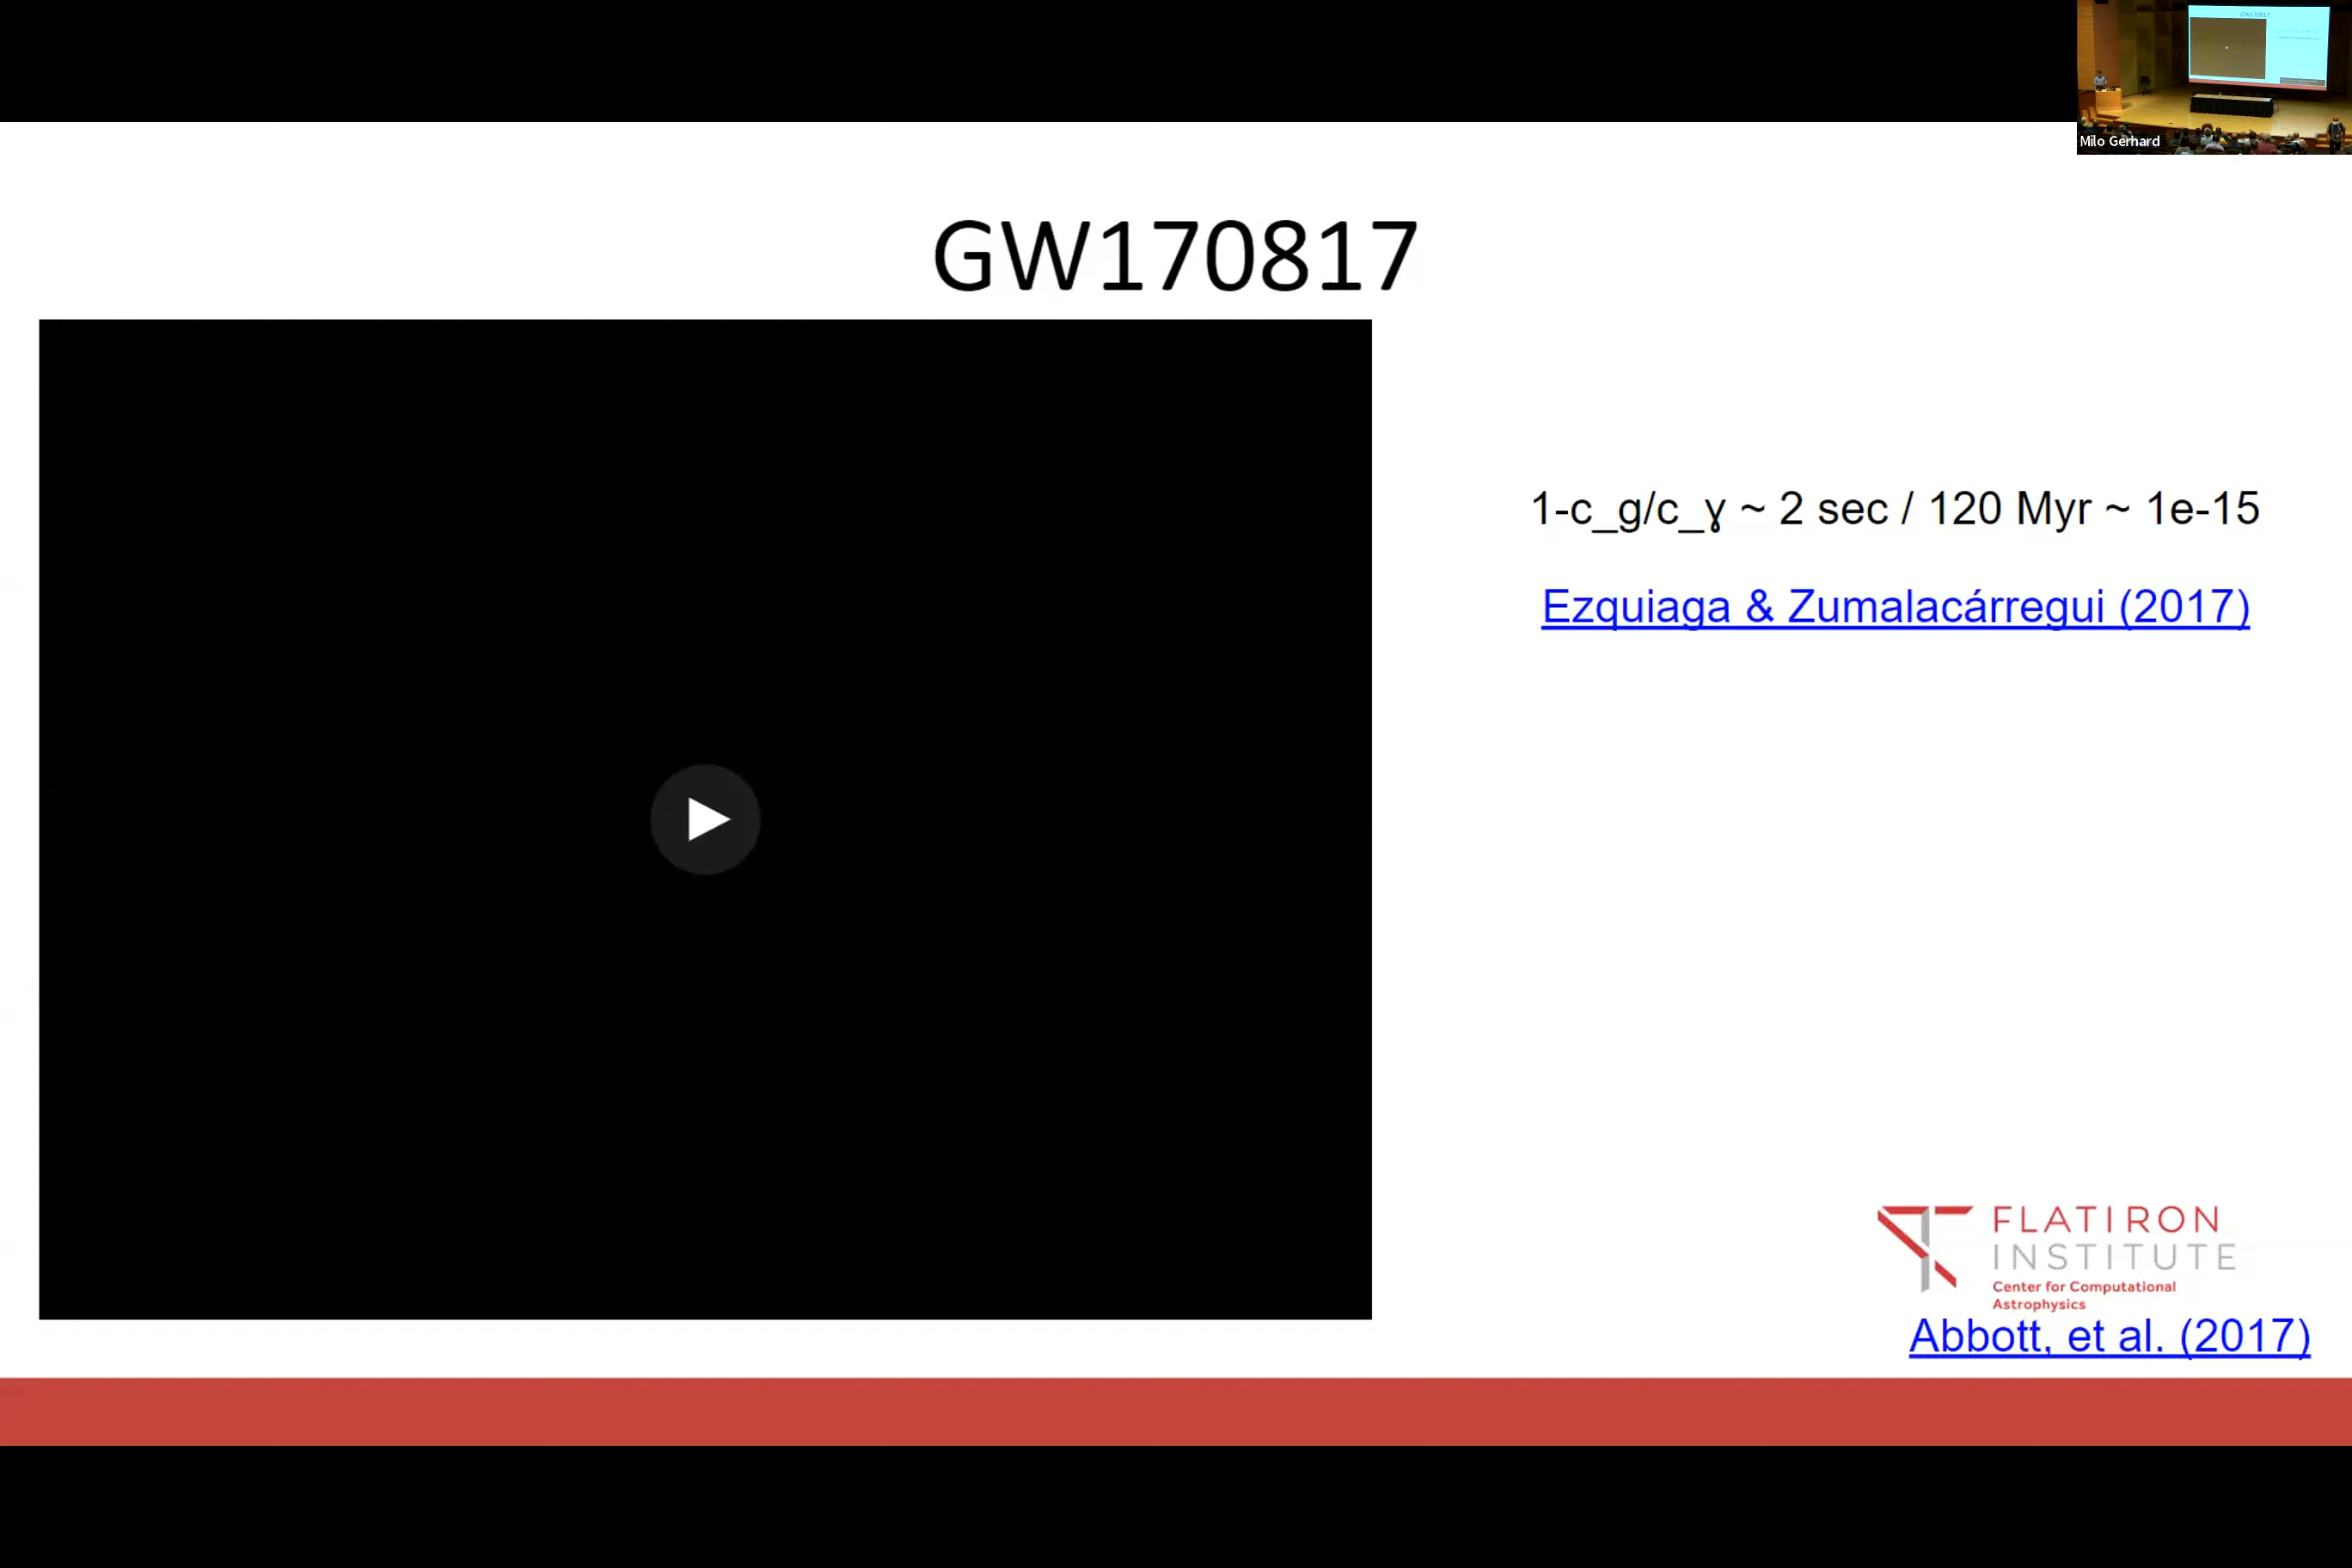 Milo Gerhard
GW170817
1-c_g/c_ɣ ~ 2 sec / 120 Myr ~ 1e-15
Ezquiaga & Zumalacárregui (2017)
FLATIRON
INSTITUTE
Center for Computational
Astrophysics
Abbott, et al. (2017)